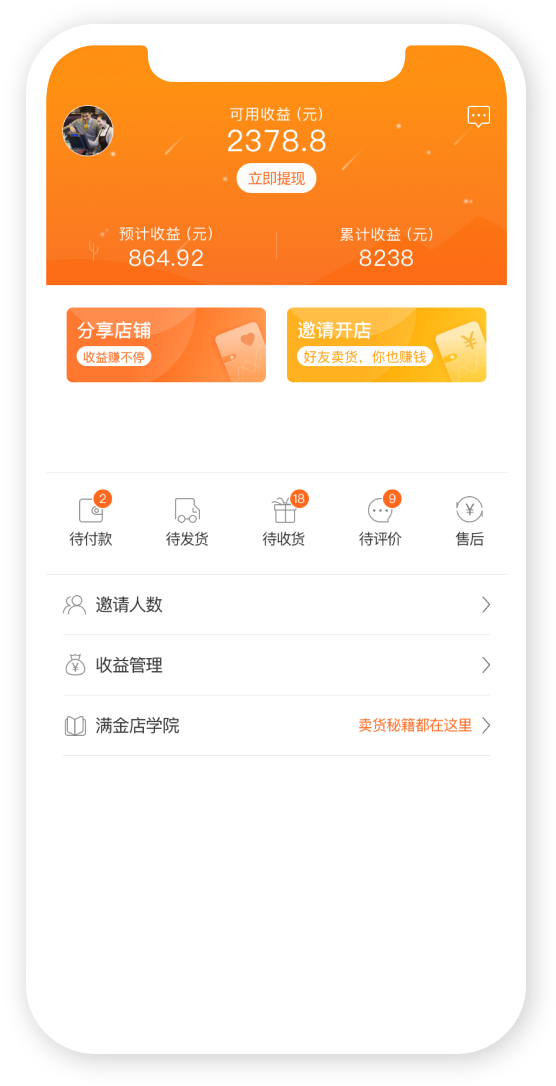 可用收益 (元)
2378.8
立即提现
预计收益 (元)
累计收益 (元)
864.92
8238
分享店铺
邀请开店
收益赚不停
好友卖货，你也赚钱
¥
2
18
9
¥
待付款
待发货
待收货
待评价
售后
邀请人数
¥
收益管理
满金店学院
卖货秘籍都在这里